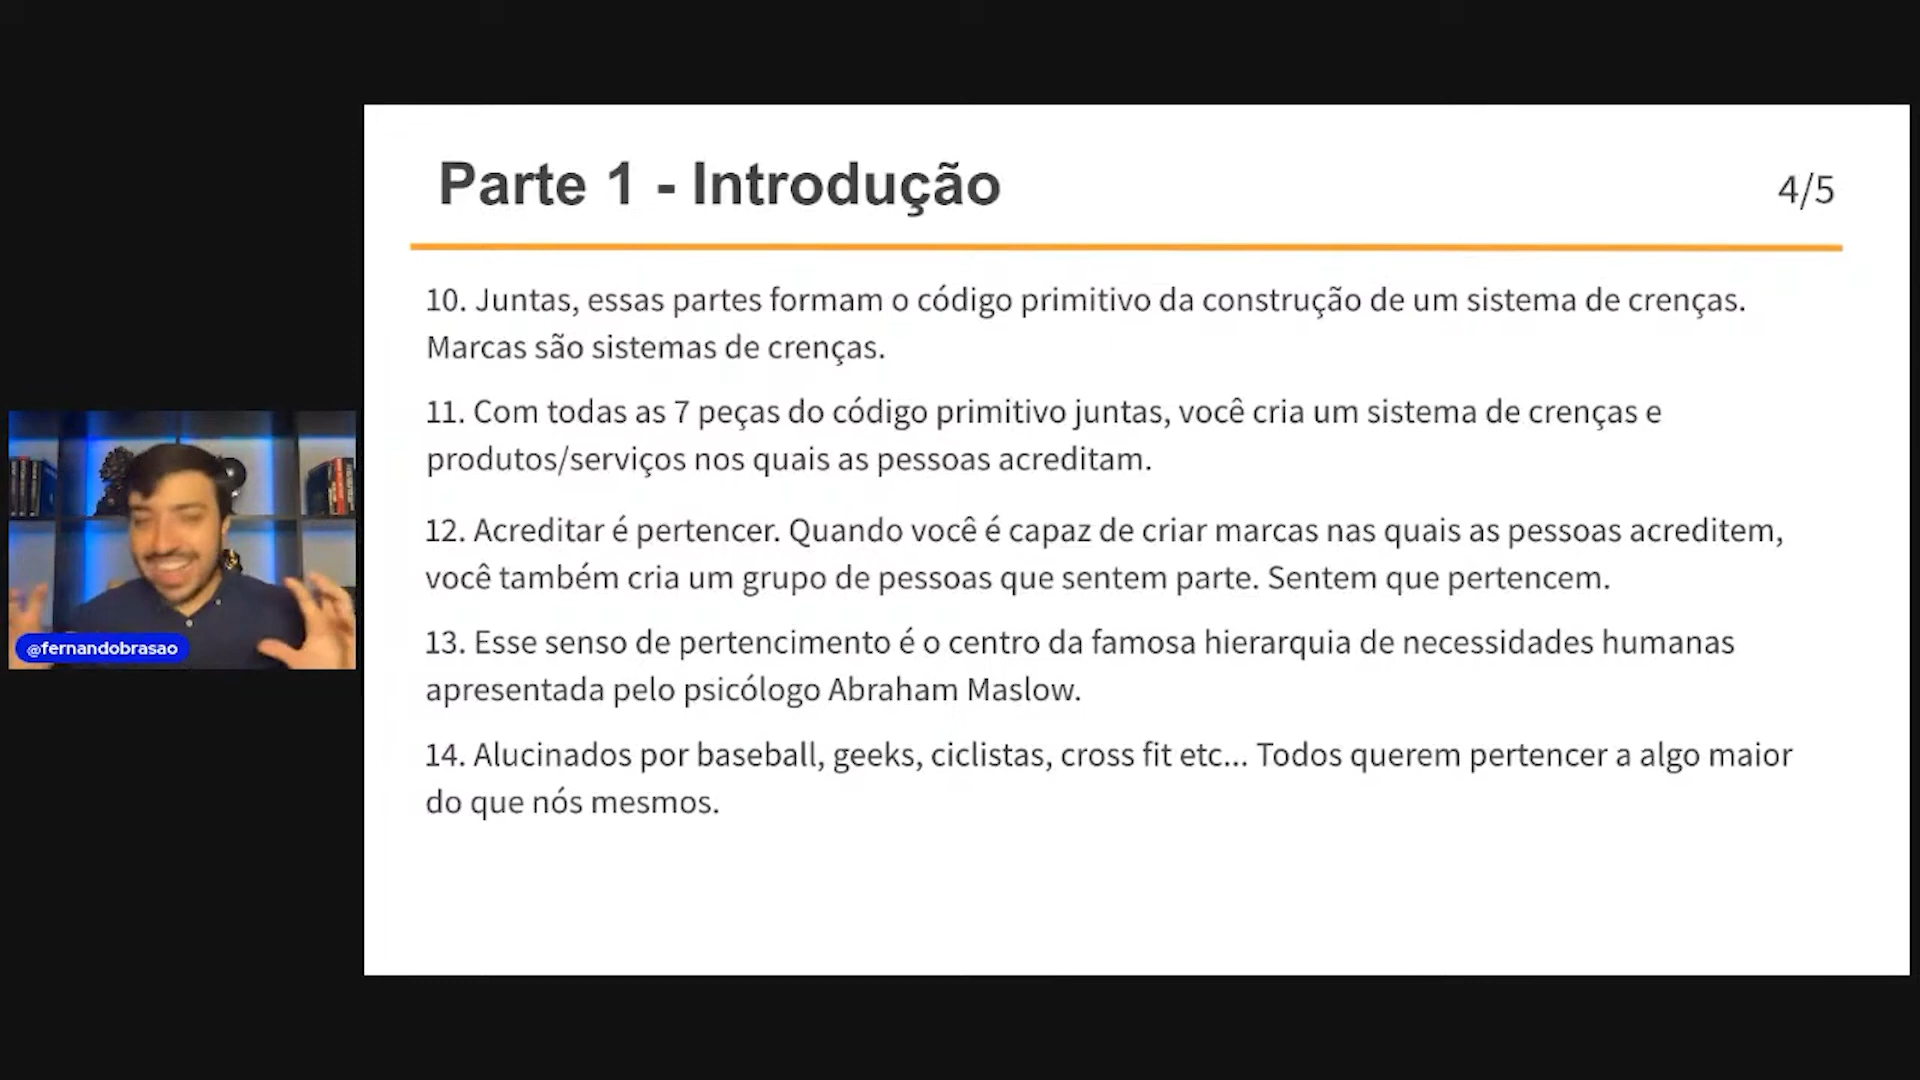 Parte 1 - Introdução
4/5
10. Juntas, essas partes formam o código primitivo da construção de um sistema de crenças.
Marcas são sistemas de crenças.
11. Com todas as 7 peças do código primitivo juntas, você cria um sistema de crenças e
produtos/serviços nos quais as pessoas acreditam.
12. Acreditar é pertencer. Quando você é capaz de criar marcas nas quais as pessoas acreditem,
você também cria um grupo de pessoas que sentem parte. Sentem que pertencem.
13. Esse senso de pertencimento é o centro da famosa hierarquia de necessidades humanas
apresentada pelo psicólogo Abraham Maslow.
14. Alucinados por baseball, geeks, ciclistas, cross fit etc... Todos querem pertencer a algo maior
do que nós mesmos.
@fernandobrasao